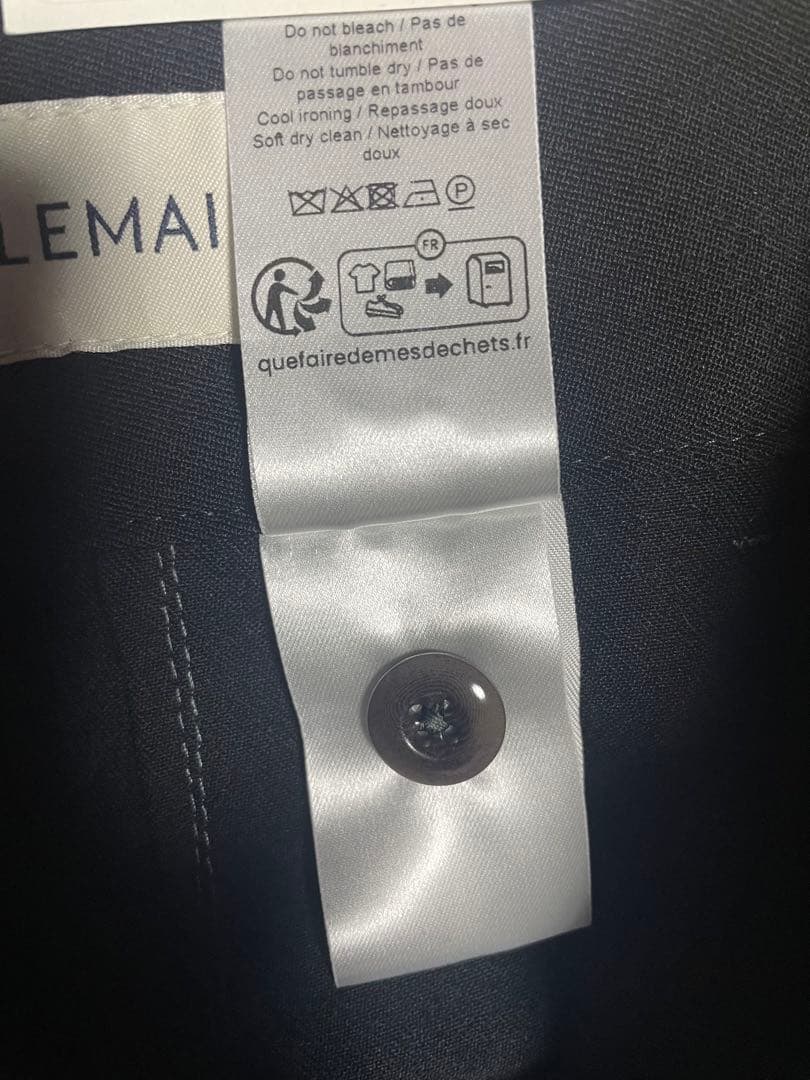 Do not bleach / Pas de
blanchiment
Do not tumble dry / Pas de
passage en tambour
Cool ironing / Repassage doux
Soft dry clean / Nettoyage à sec
doux
LEMAI
P
FR
quefairedemesdechets.fr